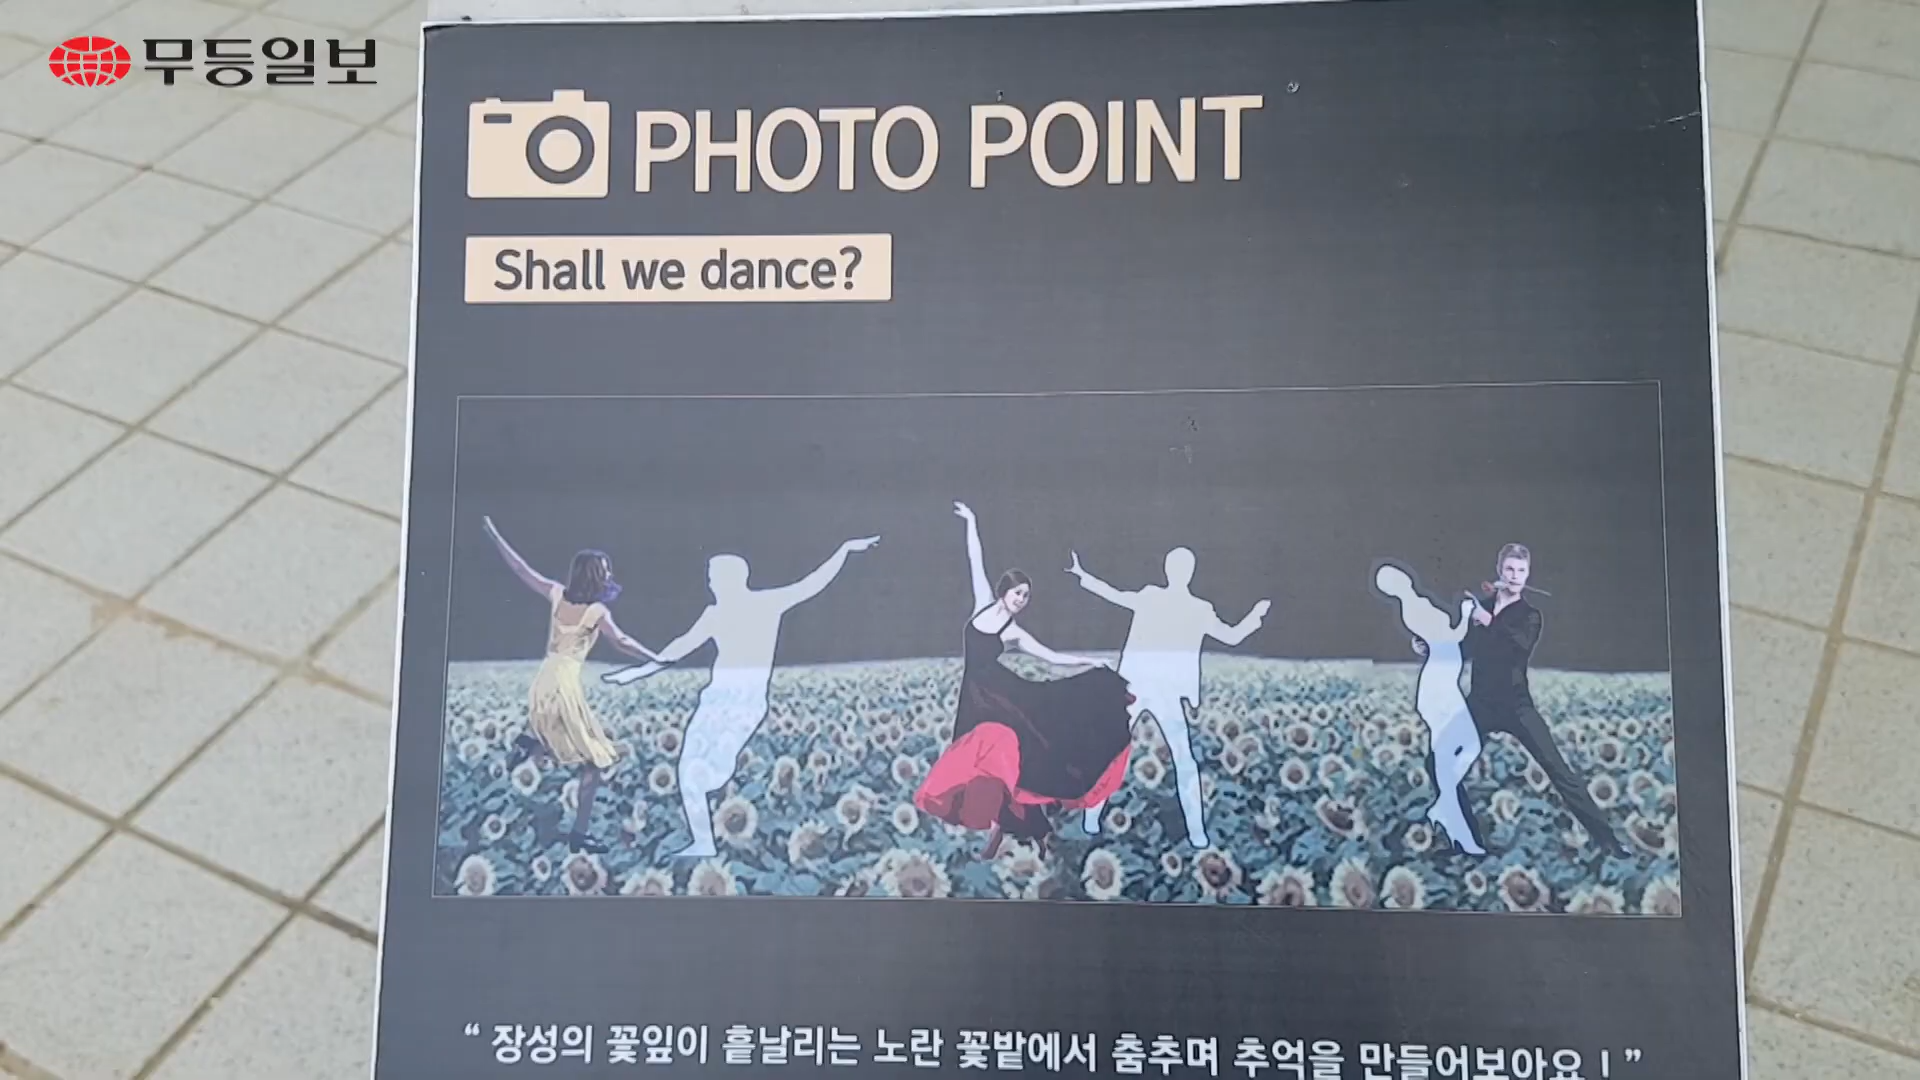 무등일보
PHOTO POINT
Shall we dance?
“ 장성의 꽃잎이 흩날리는 노란 꽃밭에서 춤추며 추억을 만들어보아요 ! ”